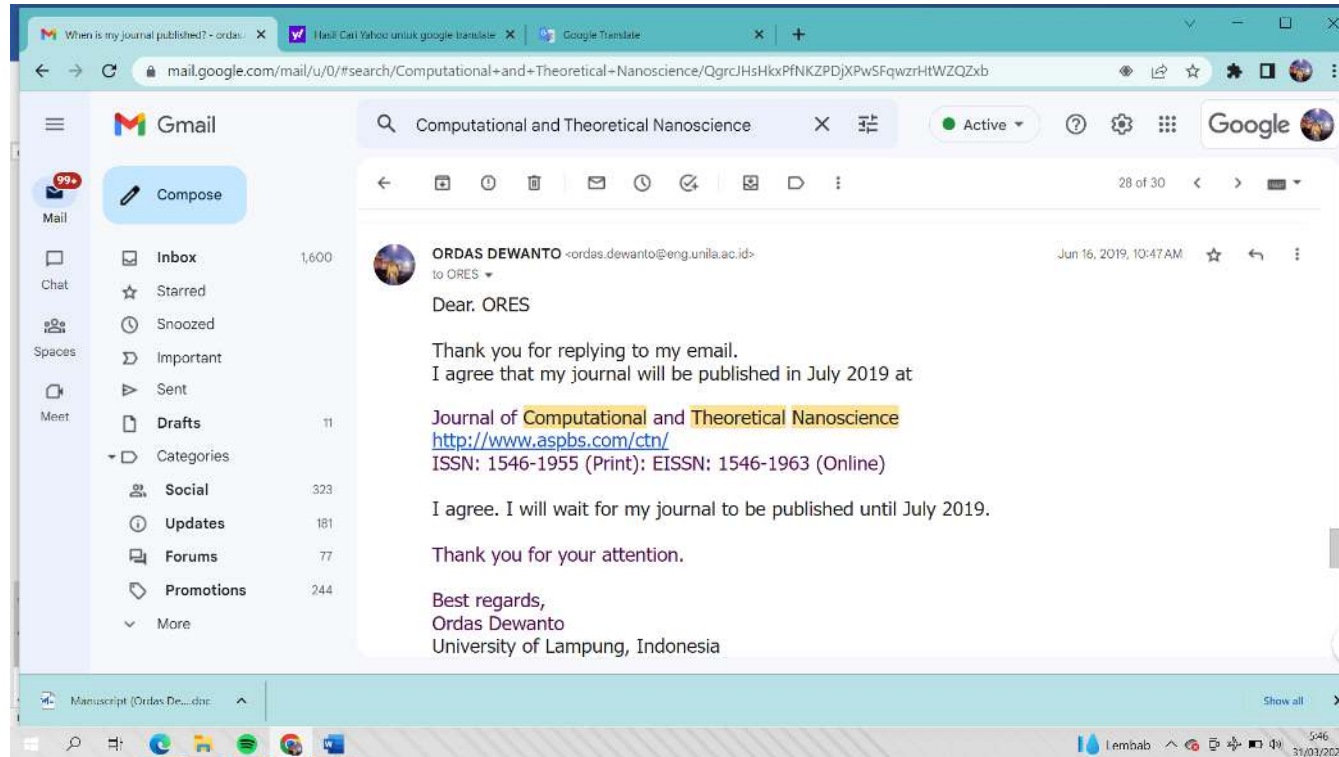 When is my journal published? - ordas
Hasil Cari Yahoo untuk google translate
Google Translate
mail.google.com/mail/u/0/#search/Computational+and+Theoretical+Nanoscience/QgrcJHsHkxPfNKZPDjXPwSFqwzrHtWZQZxb
Gmail
Computational and Theoretical Nanoscience
Active
Google
99+
Mail
Compose
28 of 30
Chat
Spaces
Meet
Inbox 1,600
Starred
Snoozed
Important
Sent
Drafts 11
Categories
Social 323
Updates 181
Forums 77
Promotions 244
More
ORDAS DEWANTO <ordas.dewanto@eng.unila.ac.id> Jun 16, 2019, 10:47 AM
to ORES
Dear. ORES
Thank you for replying to my email.
I agree that my journal will be published in July 2019 at
Journal of Computational and Theoretical Nanoscience
http://www.aspbs.com/ctn/
ISSN: 1546-1955 (Print): EISSN: 1546-1963 (Online)
I agree. I will wait for my journal to be published until July 2019.
Thank you for your attention.
Best regards,
Ordas Dewanto
University of Lampung, Indonesia
Manuscript (Ordas De....doc
Show all
Lembab
5:46
31/03/202